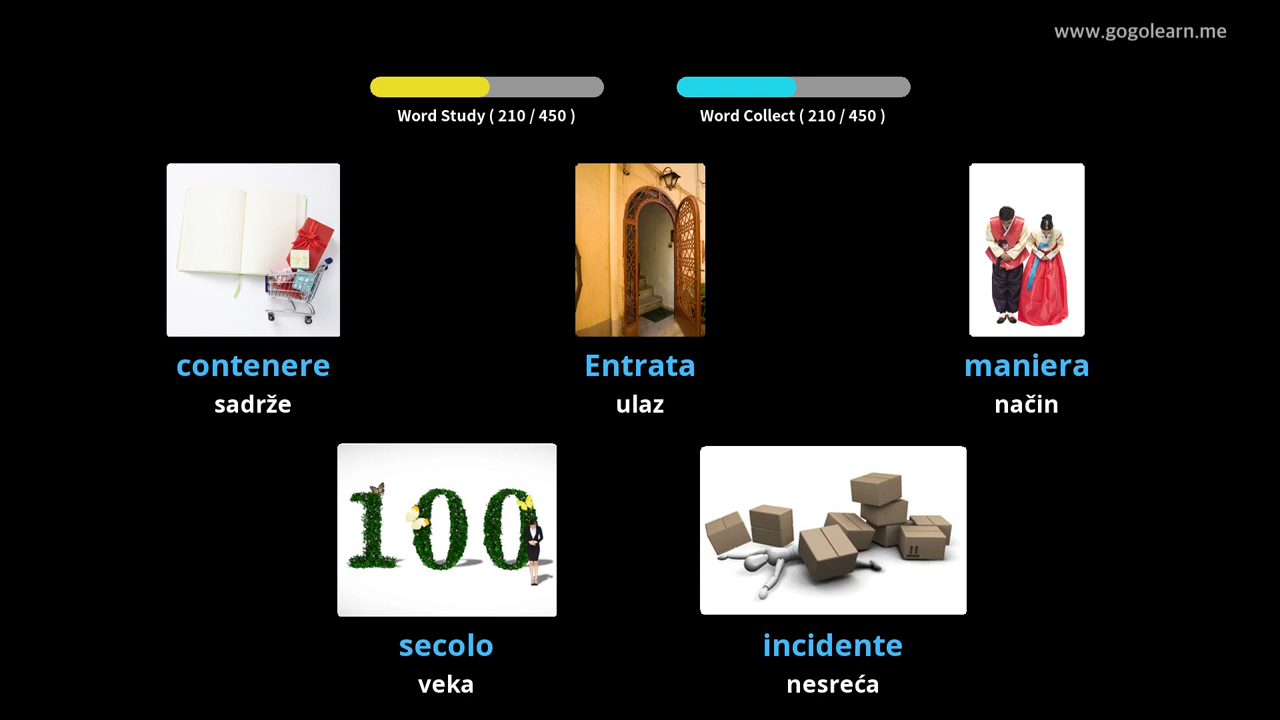 www.gogolearn.me
Word Study ( 210 / 450 )
Word Collect ( 210 / 450 )
contenere
sadrže
Entrata
ulaz
maniera
način
100
secolo
veka
incidente
nesreća